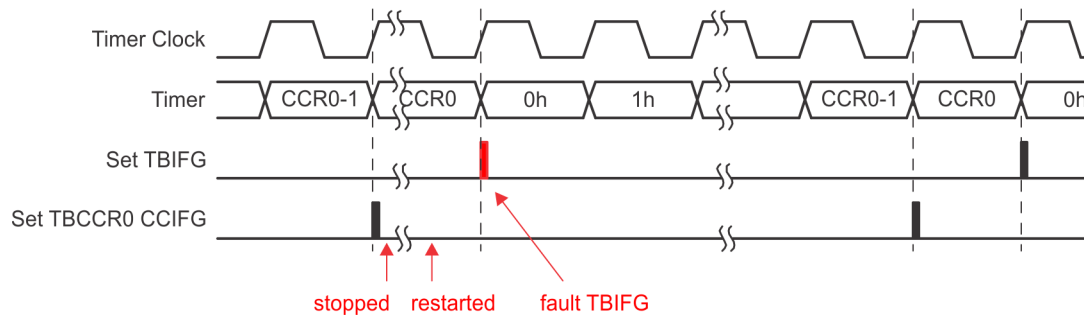 Timer Clock
Timer CCR0-1 CCR0 0h 1h CCR0-1 CCR0 0h
Set TBIFG
Set TBCCR0 CCIFG
stopped restarted fault TBIFG